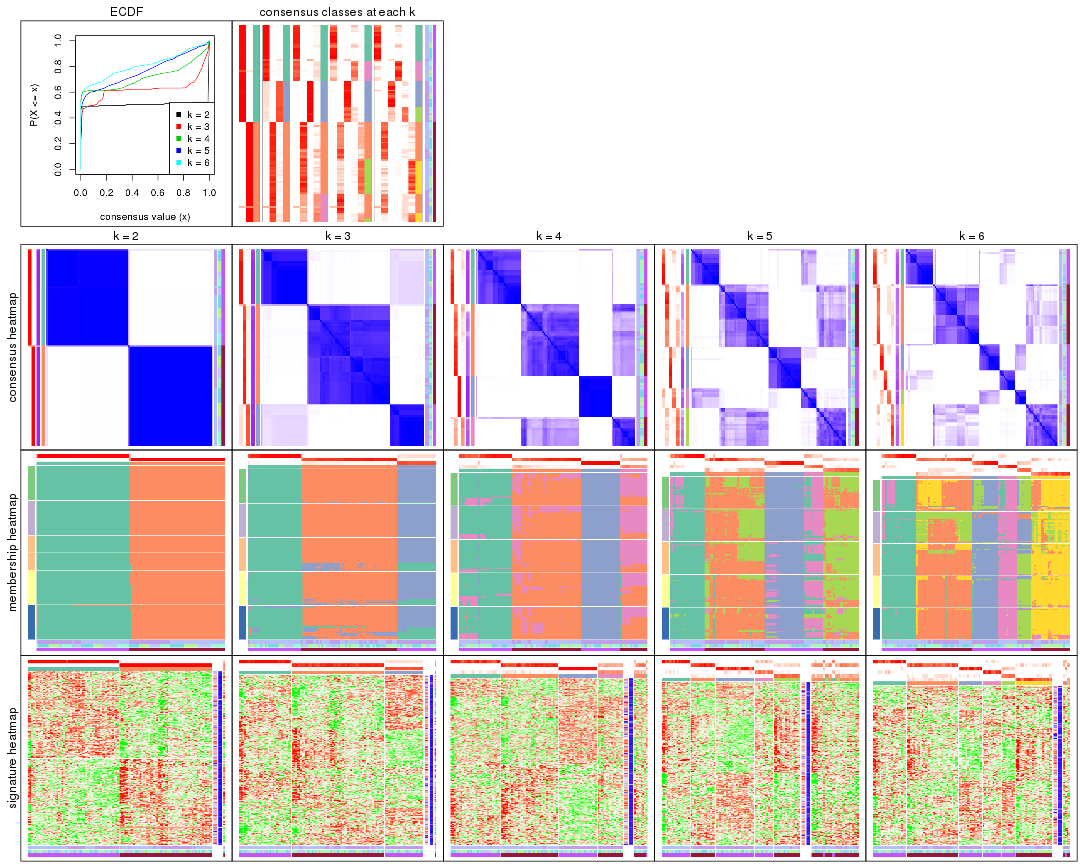 ECDF
consensus classes at each k
P(X <= x)
1.0
0.8
0.6
0.4
0.2
0.0
k = 2
k = 3
k = 4
k = 5
k = 6
0.0 0.2 0.4 0.6 0.8 1.0
consensus value (x)
k = 2
k = 3
k = 4
k = 5
k = 6
consensus heatmap
membership heatmap
signature heatmap